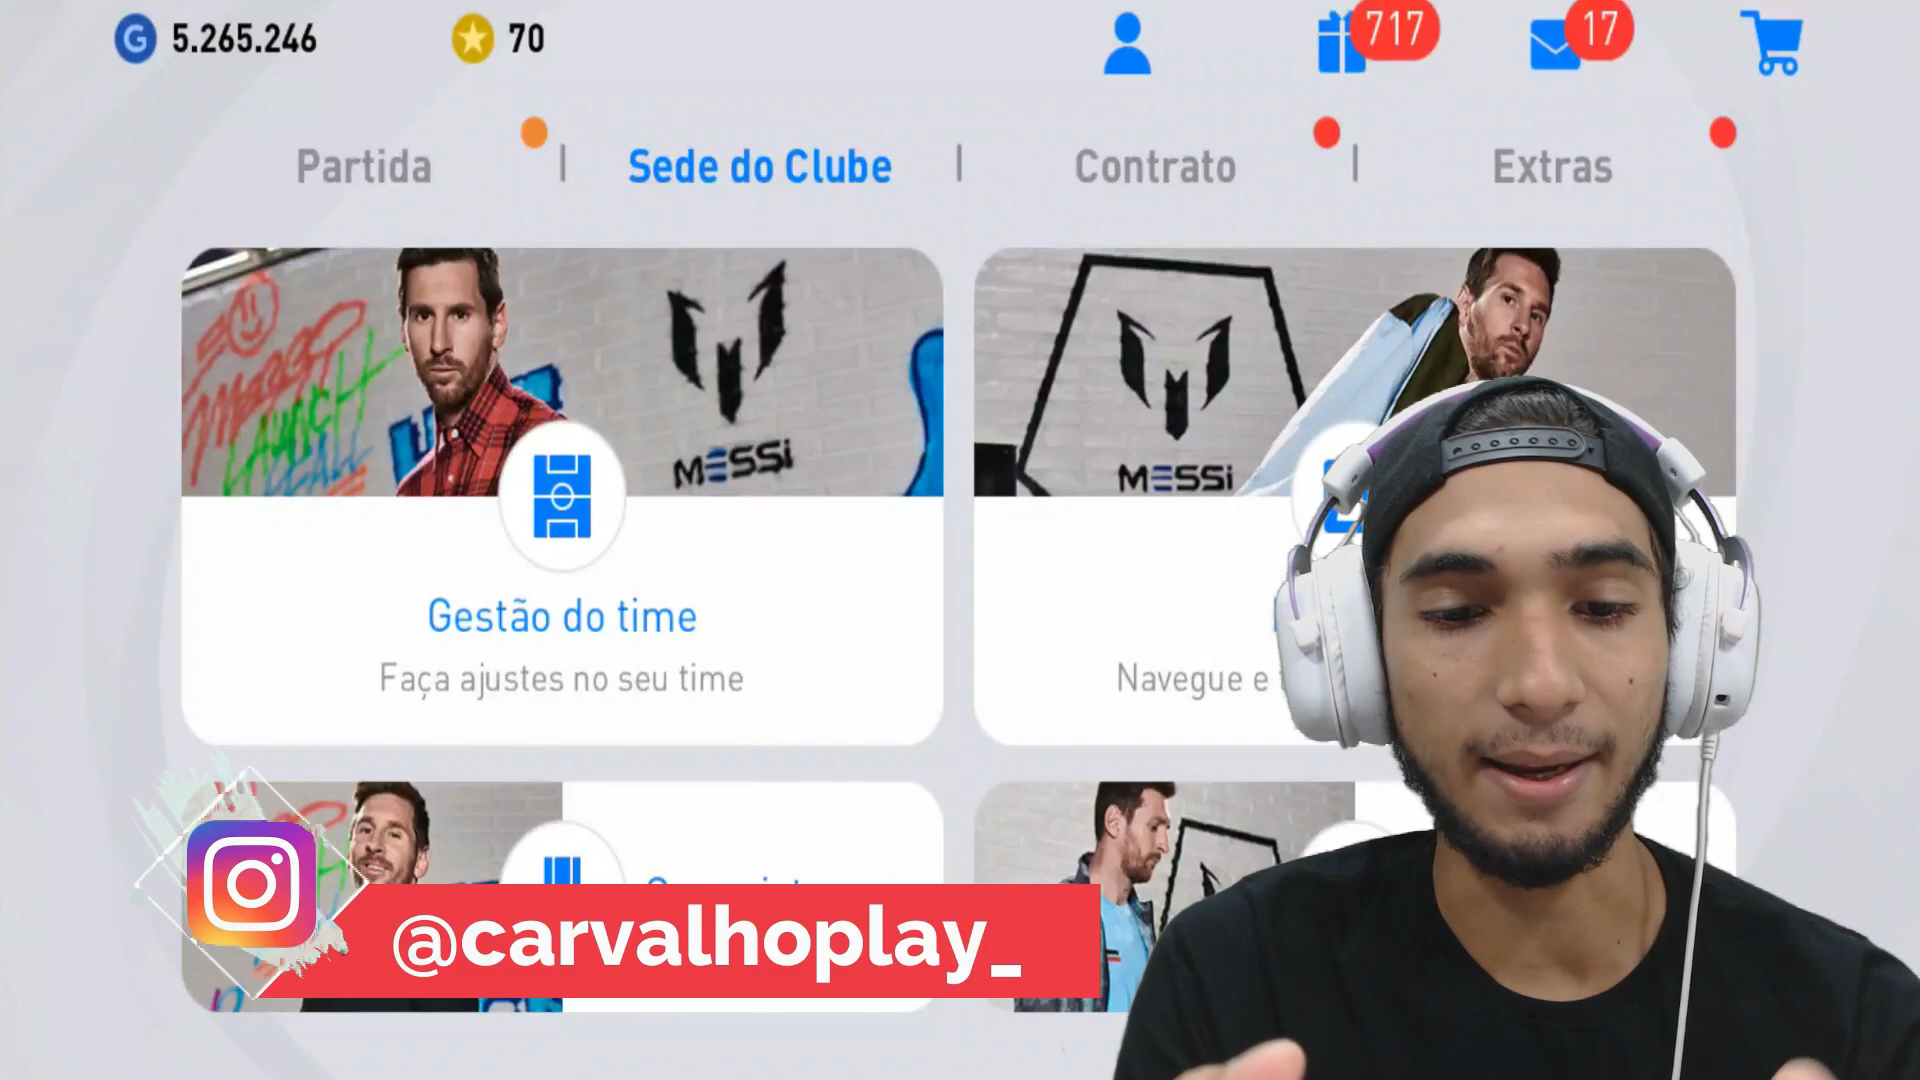 G 5.265.246 70 717 17
Partida | Sede do Clube | Contrato | Extras
MESSi
MESSi
Gestão do time
Faça ajustes no seu time
Navegue e
@carvalhoplay_